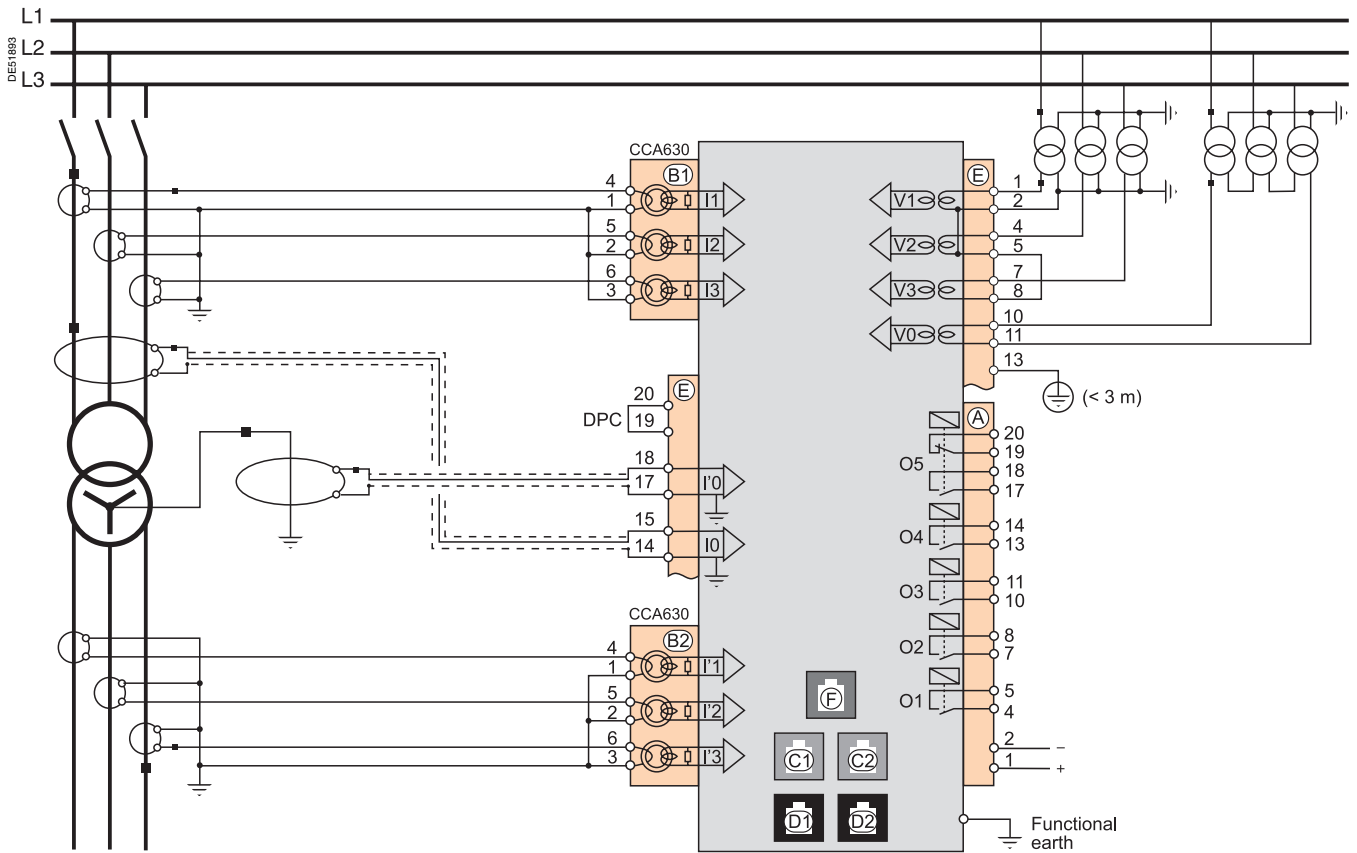 L1
L2
L3
DE51893
CCA630
B1
4
1
I1
5
2
I2
6
3
I3
E
V1
1
2
V2
4
5
V3
7
8
V0
10
11
13
(< 3 m)
E
20
DPC
19
18
17
I'0
15
14
I0
A
O5
20
19
18
17
O4
14
13
O3
11
10
O2
8
7
O1
5
4
2
–
1
+
CCA630
B2
4
1
I'1
5
2
I'2
6
3
I'3
F
C1
C2
D1
D2
Functional
earth